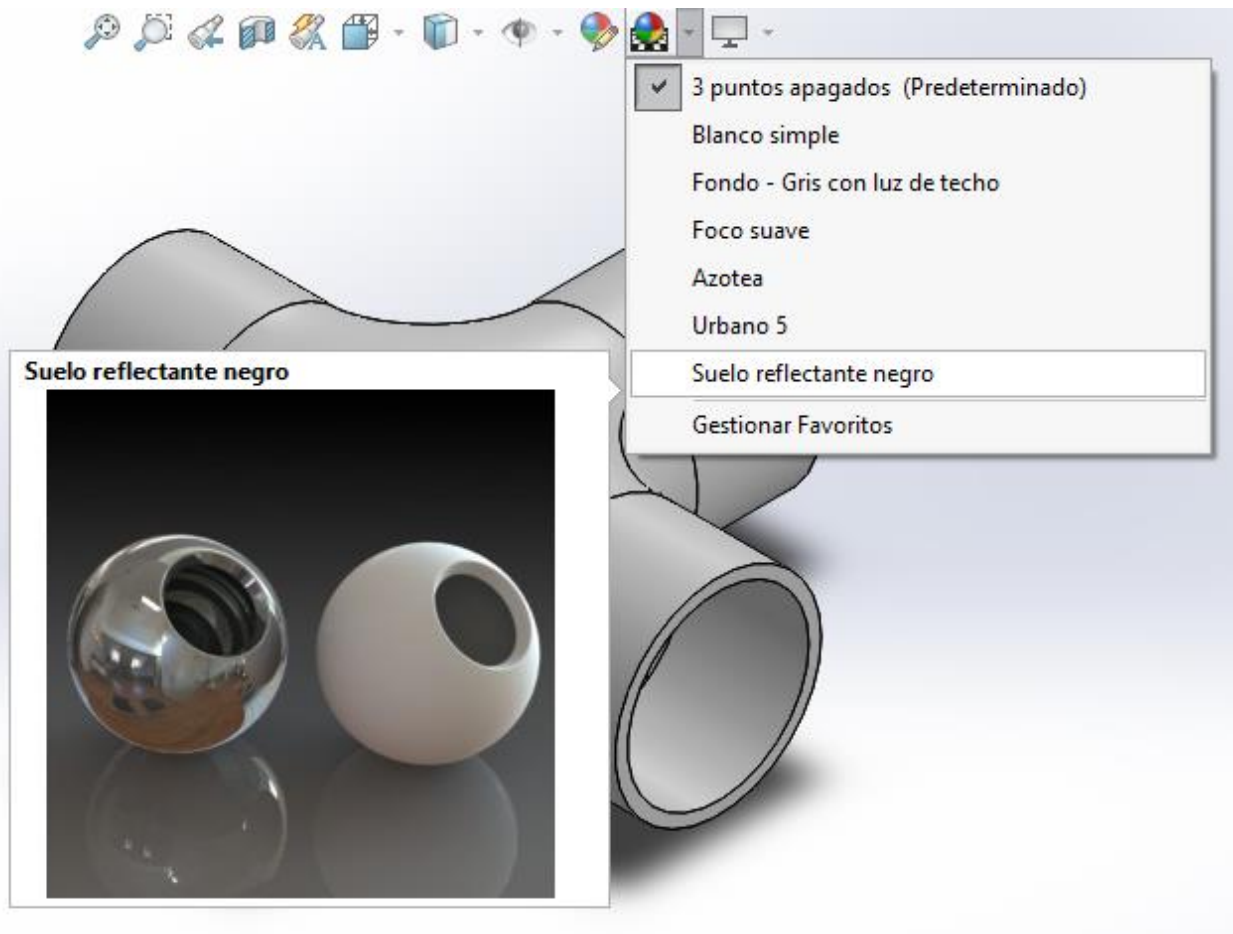 3 puntos apagados (Predeterminado)
Blanco simple
Fondo - Gris con luz de techo
Foco suave
Azotea
Urbano 5
Suelo reflectante negro
Gestionar Favoritos
Suelo reflectante negro